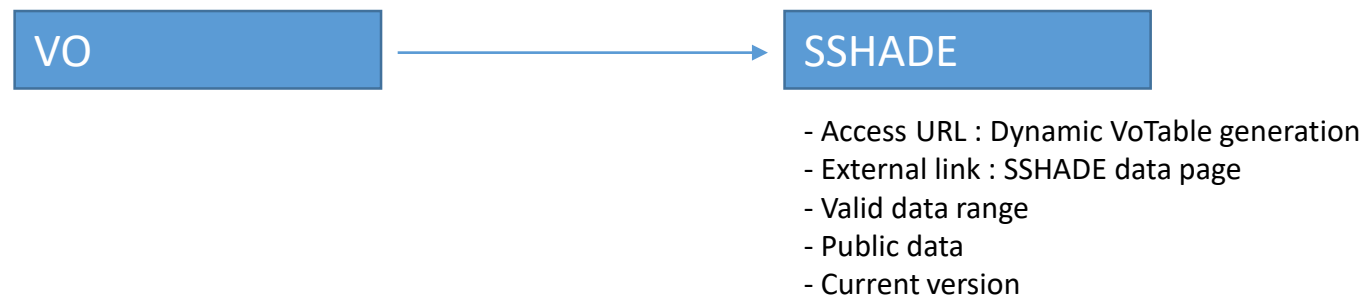 VO
SSHADE
- Access URL : Dynamic VoTable generation
- External link : SSHADE data page
- Valid data range
- Public data
- Current version